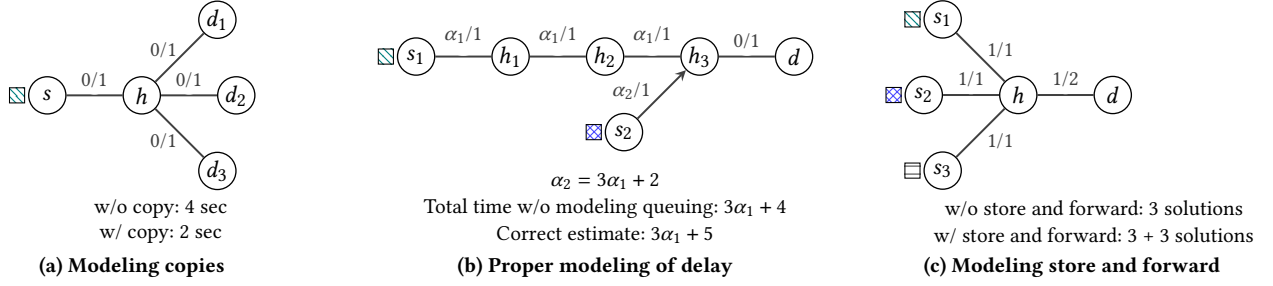 d₁
0/1
s
0/1
h
0/1
d₂
0/1
d₃
w/o copy: 4 sec
w/ copy: 2 sec
(a) Modeling copies
s₁
α₁/1
h₁
α₁/1
h₂
α₁/1
h₃
0/1
d
α₂/1
s₂
α₂ = 3α₁ + 2
Total time w/o modeling queuing: 3α₁ + 4
Correct estimate: 3α₁ + 5
(b) Proper modeling of delay
s₁
1/1
s₂
1/1
h
1/2
d
1/1
s₃
w/o store and forward: 3 solutions
w/ store and forward: 3 + 3 solutions
(c) Modeling store and forward